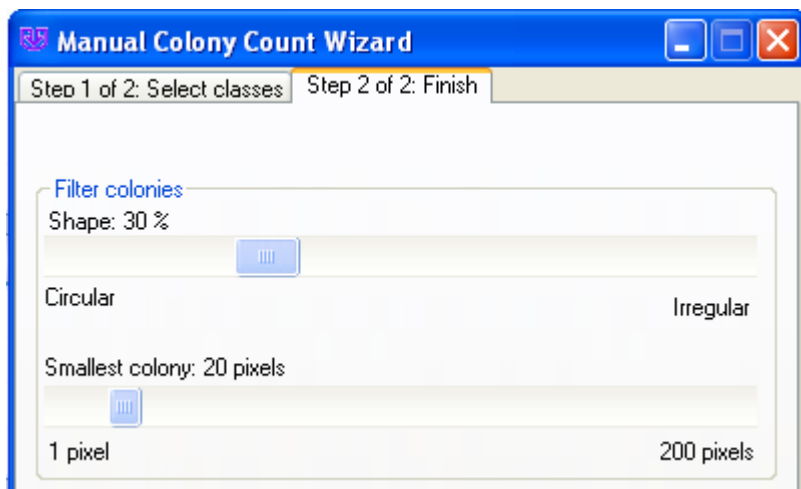 Manual Colony Count Wizard
Step 1 of 2: Select classes
Step 2 of 2: Finish
Filter colonies
Shape: 30 %
Circular
Irregular
Smallest colony: 20 pixels
1 pixel
200 pixels